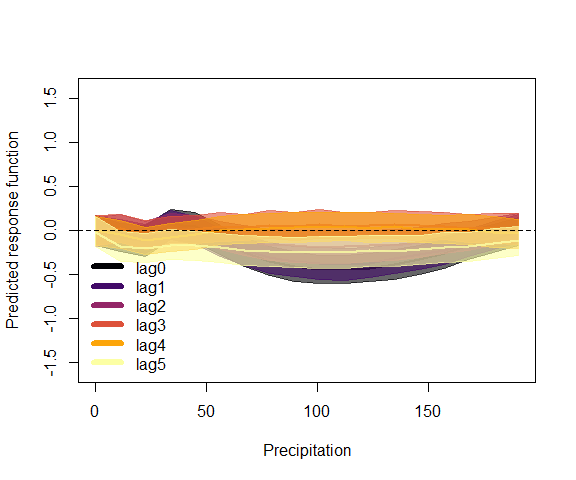 Predicted response function
1.5
1.0
0.5
0.0
-0.5
-1.0
-1.5
lag0
lag1
lag2
lag3
lag4
lag5
0 50 100 150
Precipitation